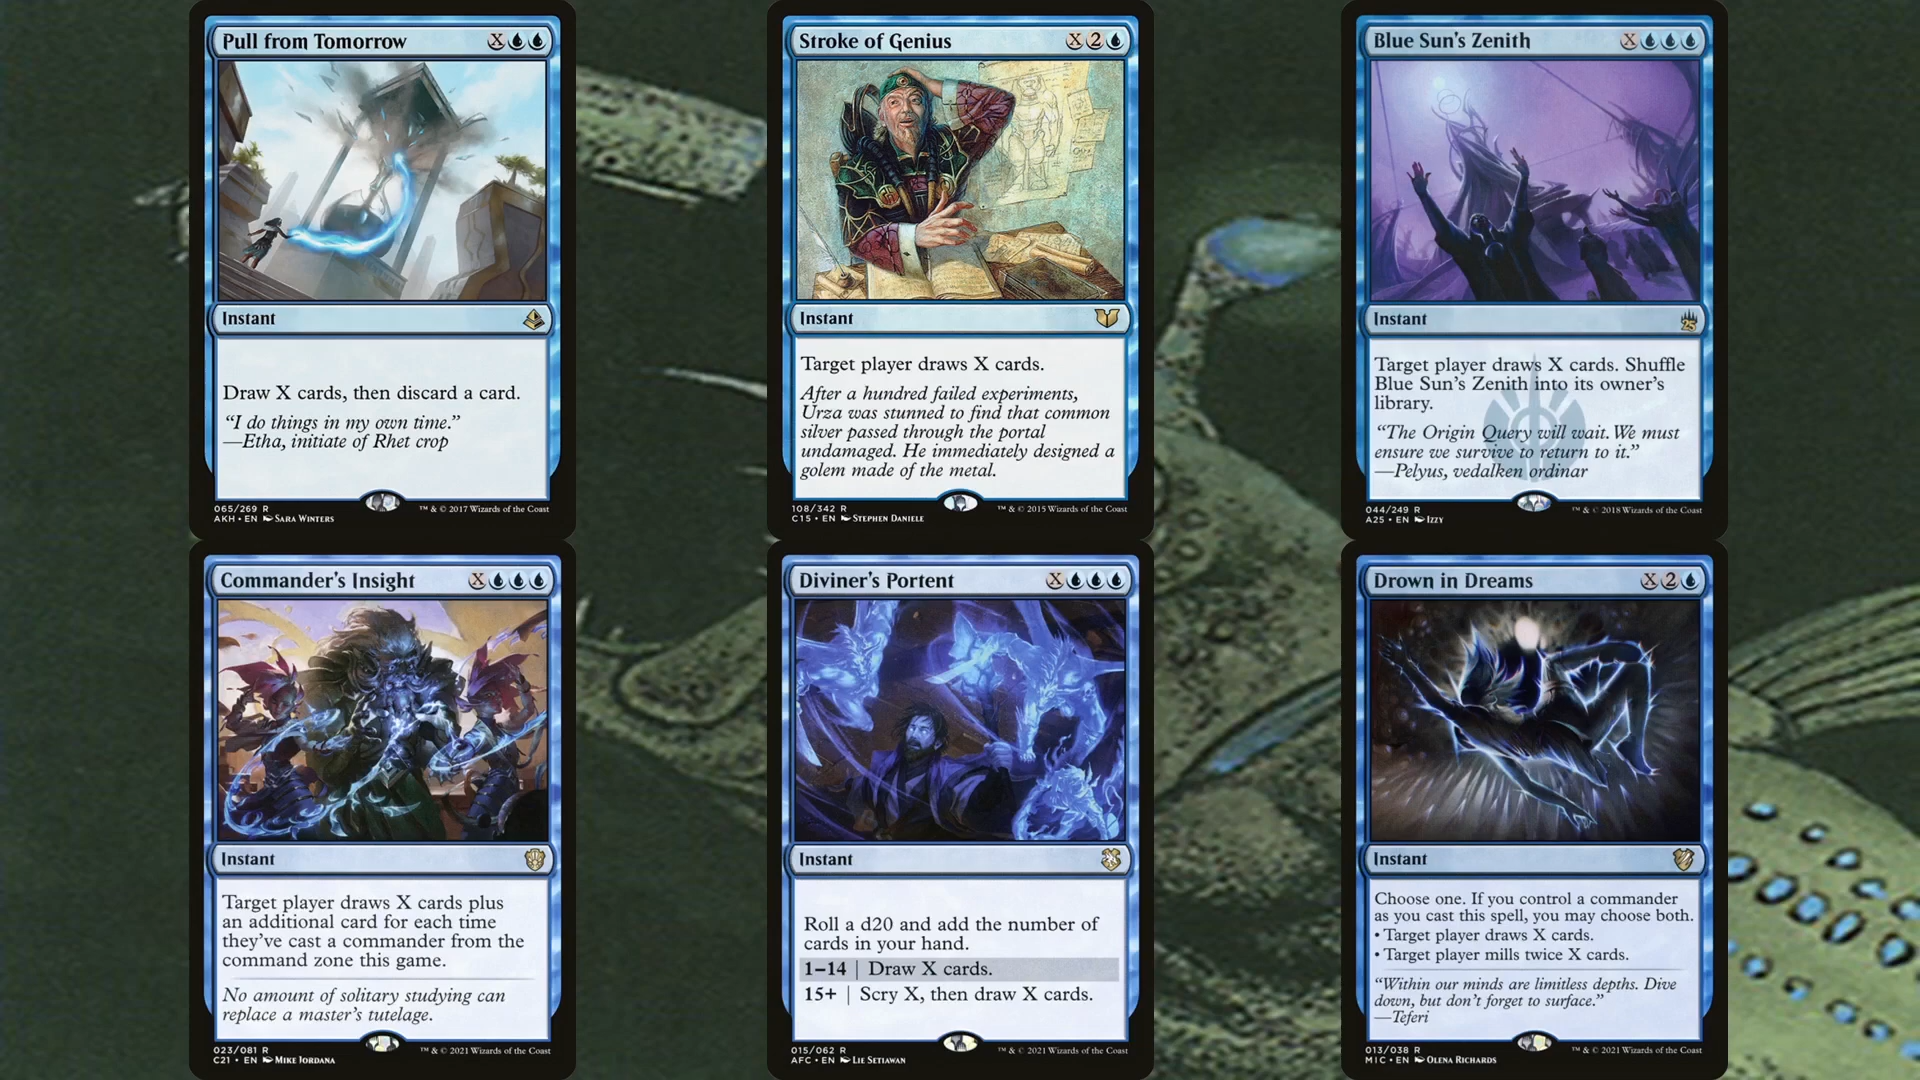 Pull from Tomorrow X
Instant
Draw X cards, then discard a card.
“I do things in my own time.”
—Etha, initiate of Rhet crop
065/269 R
AKH • EN Sara Winters
™ & © 2017 Wizards of the Coast
Stroke of Genius X 2
Instant
Target player draws X cards.
After a hundred failed experiments,
Urza was stunned to find that common
silver passed through the portal
undamaged. He immediately designed a
golem made of the metal.
108/342 R
C15 • EN Stephen Daniele
™ & © 2015 Wizards of the Coast
Blue Sun's Zenith X
25
Instant
Target player draws X cards. Shuffle
Blue Sun's Zenith into its owner's
library.
“The Origin Query will wait. We must
ensure we survive to return to it.”
—Pelyus, vedalken ordinar
044/249 R
A25 • EN Izzy
™ & © 2018 Wizards of the Coast
Commander's Insight X
Instant
Target player draws X cards plus
an additional card for each time
they've cast a commander from the
command zone this game.
No amount of solitary studying can
replace a master's tutelage.
023/081 R
C21 • EN Mike Jordana
™ & © 2021 Wizards of the Coast
Diviner's Portent X
Instant
Roll a d20 and add the number of
cards in your hand.
1–14 | Draw X cards.
15+ | Scry X, then draw X cards.
015/062 R
AFC • EN Lie Setiawan
™ & © 2021 Wizards of the Coast
Drown in Dreams X 2
Instant
Choose one. If you control a commander
as you cast this spell, you may choose both.
• Target player draws X cards.
• Target player mills twice X cards.
“Within our minds are limitless depths. Dive
down, but don't forget to surface.”
—Teferi
013/038 R
MIC • EN Olena Richards
™ & © 2021 Wizards of the Coast